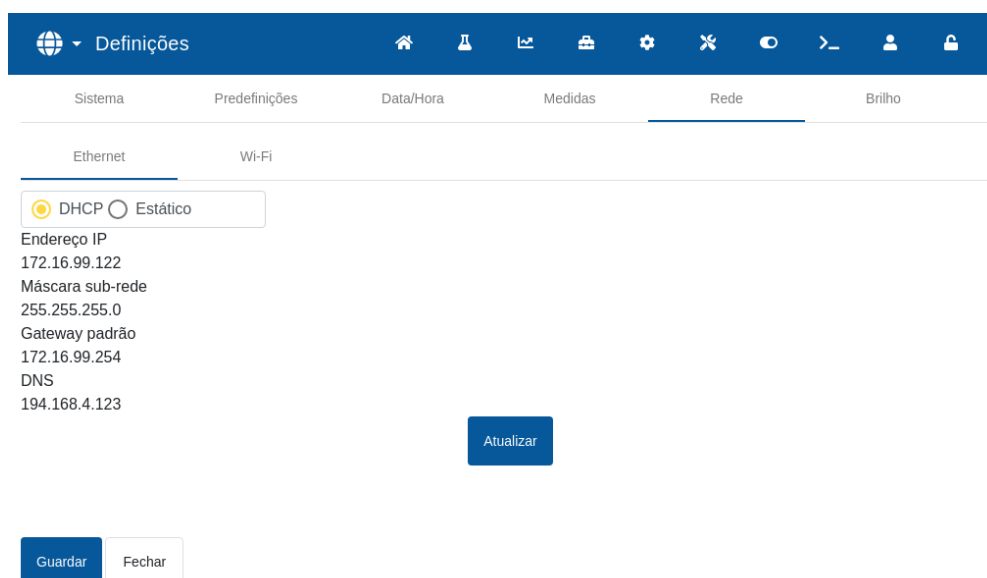 Definições
Sistema Predefinições Data/Hora Medidas Rede Brilho
Ethernet Wi-Fi
DHCP Estático
Endereço IP
172.16.99.122
Máscara sub-rede
255.255.255.0
Gateway padrão
172.16.99.254
DNS
194.168.4.123
Atualizar
Guardar Fechar